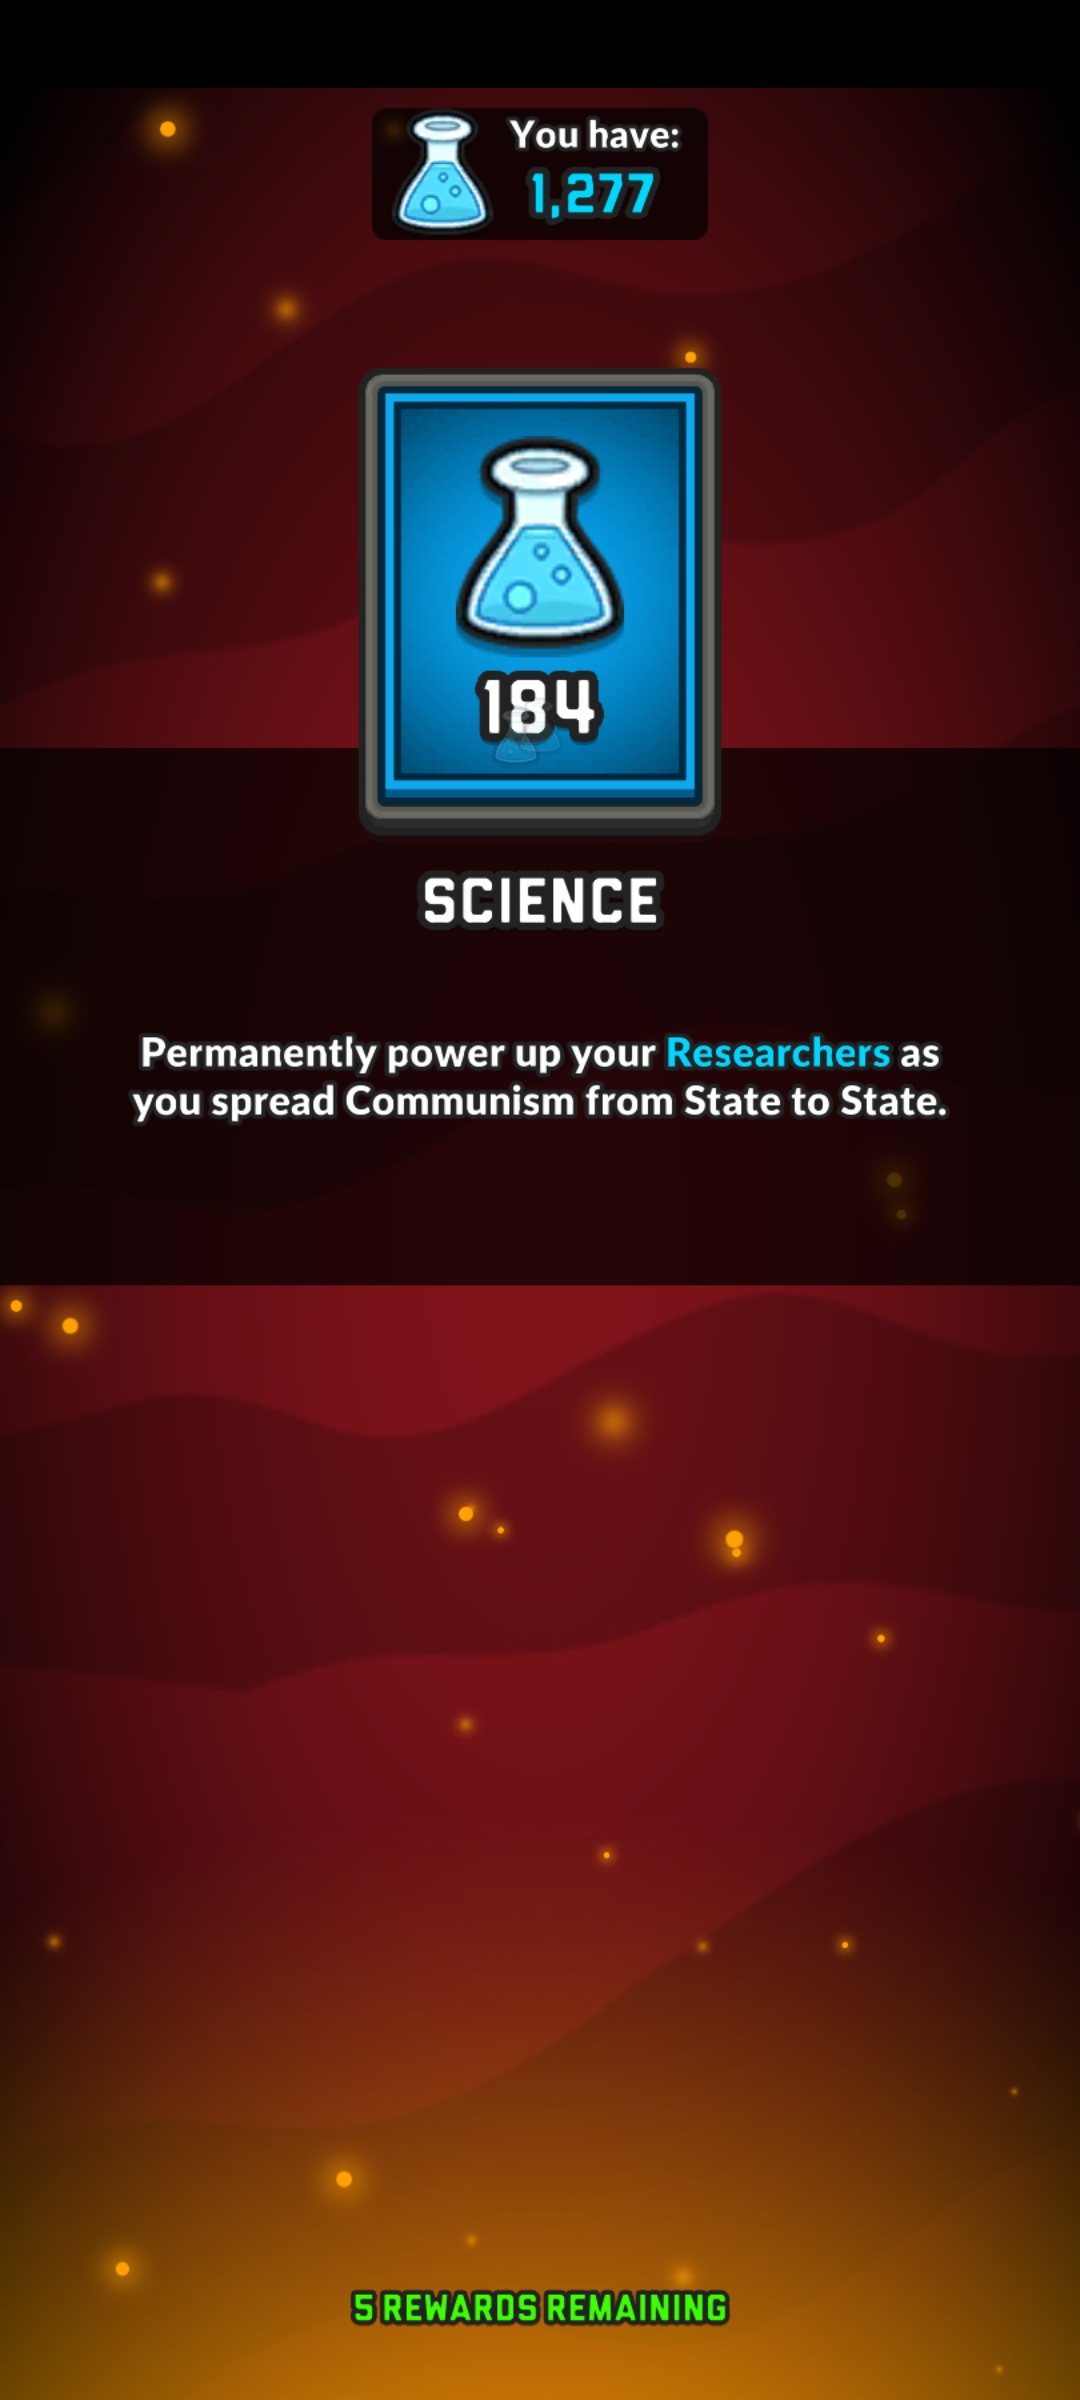 You have:
1,277
184
SCIENCE
Permanently power up your Researchers as
you spread Communism from State to State.
5 REWARDS REMAINING